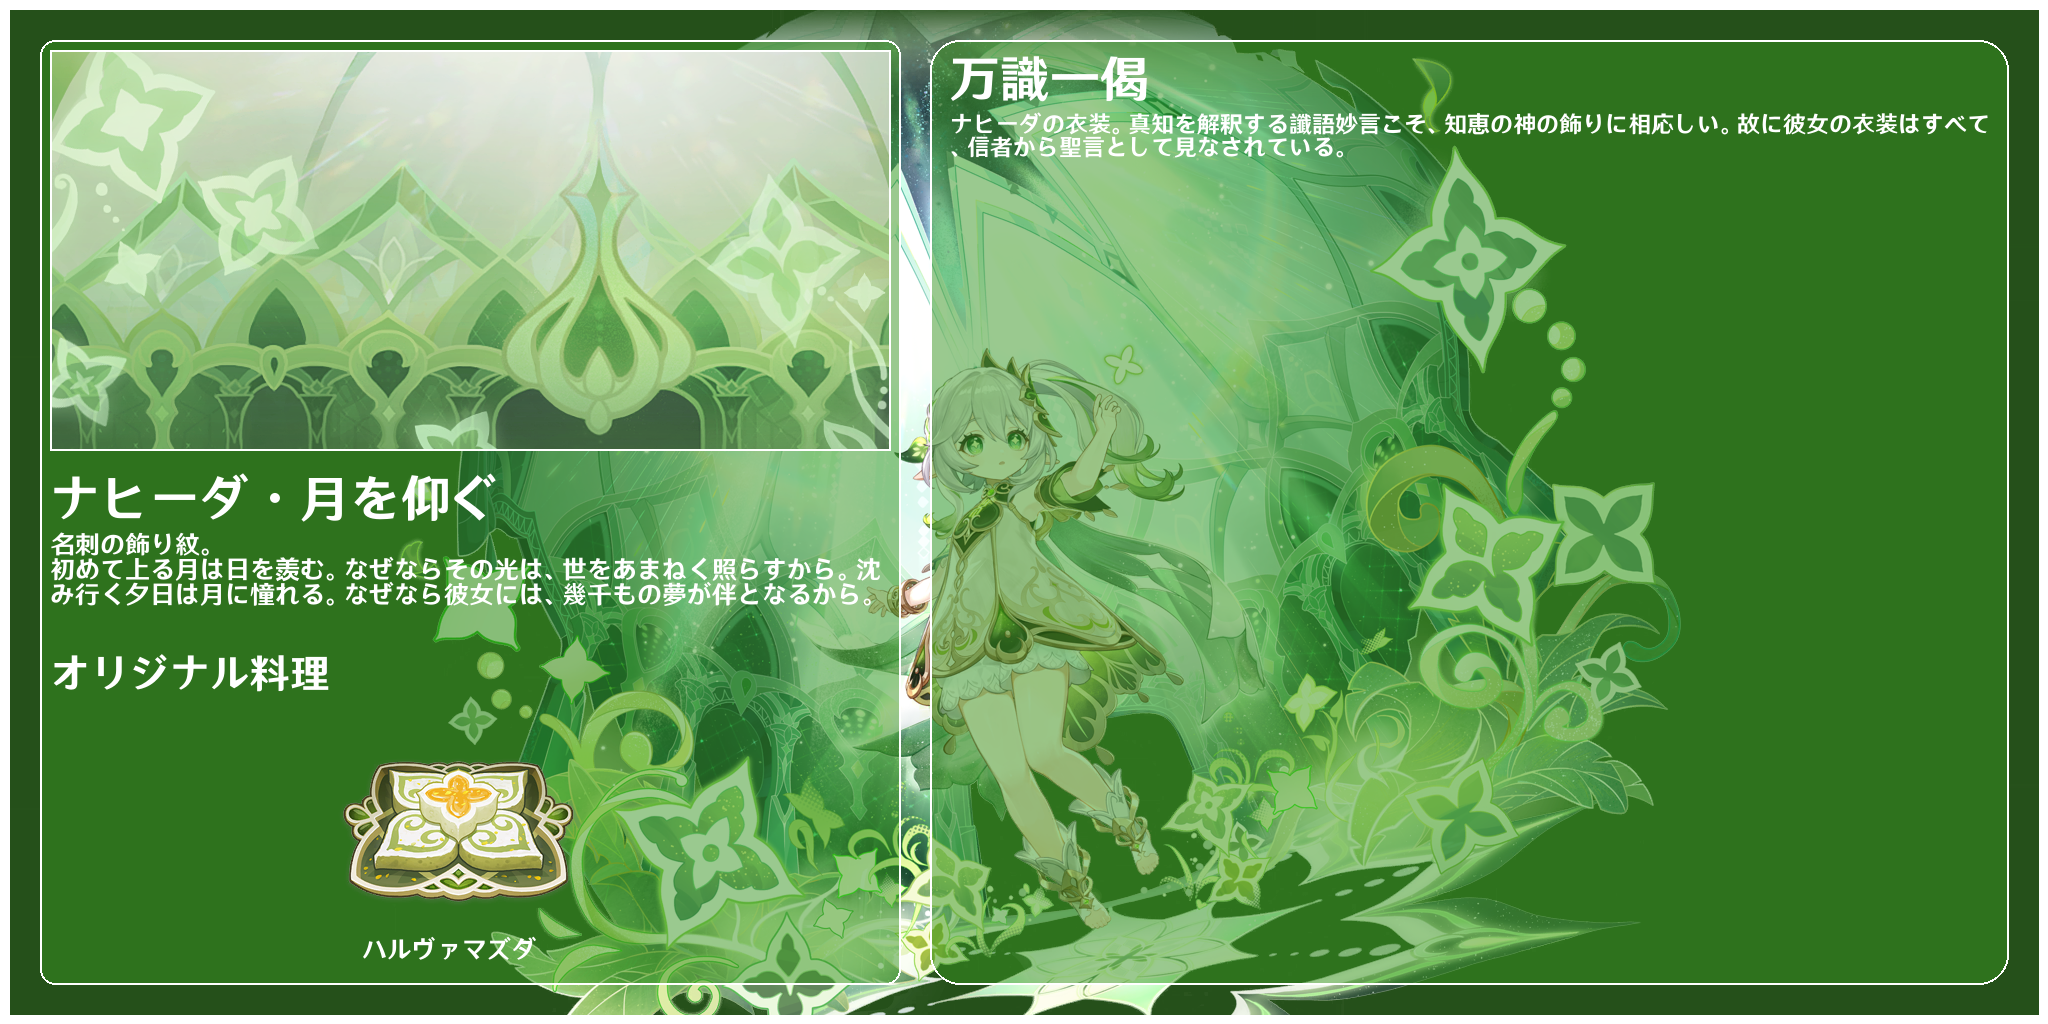 ナヒーダ・月を仰ぐ
名刺の飾り紋。
初めて上る月は日を羨む。なぜならその光は、世をあまねく照らすから。沈
み行く夕日は月に憧れる。なぜなら彼女には、幾千もの夢が伴となるから。
オリジナル料理
ハルヴァマズダ
万識一偈
ナヒーダの衣装。真知を解釈する識語妙言こそ、知恵の神の飾りに相応しい。故に彼女の衣装はすべて
、信者から聖言として見なされている。